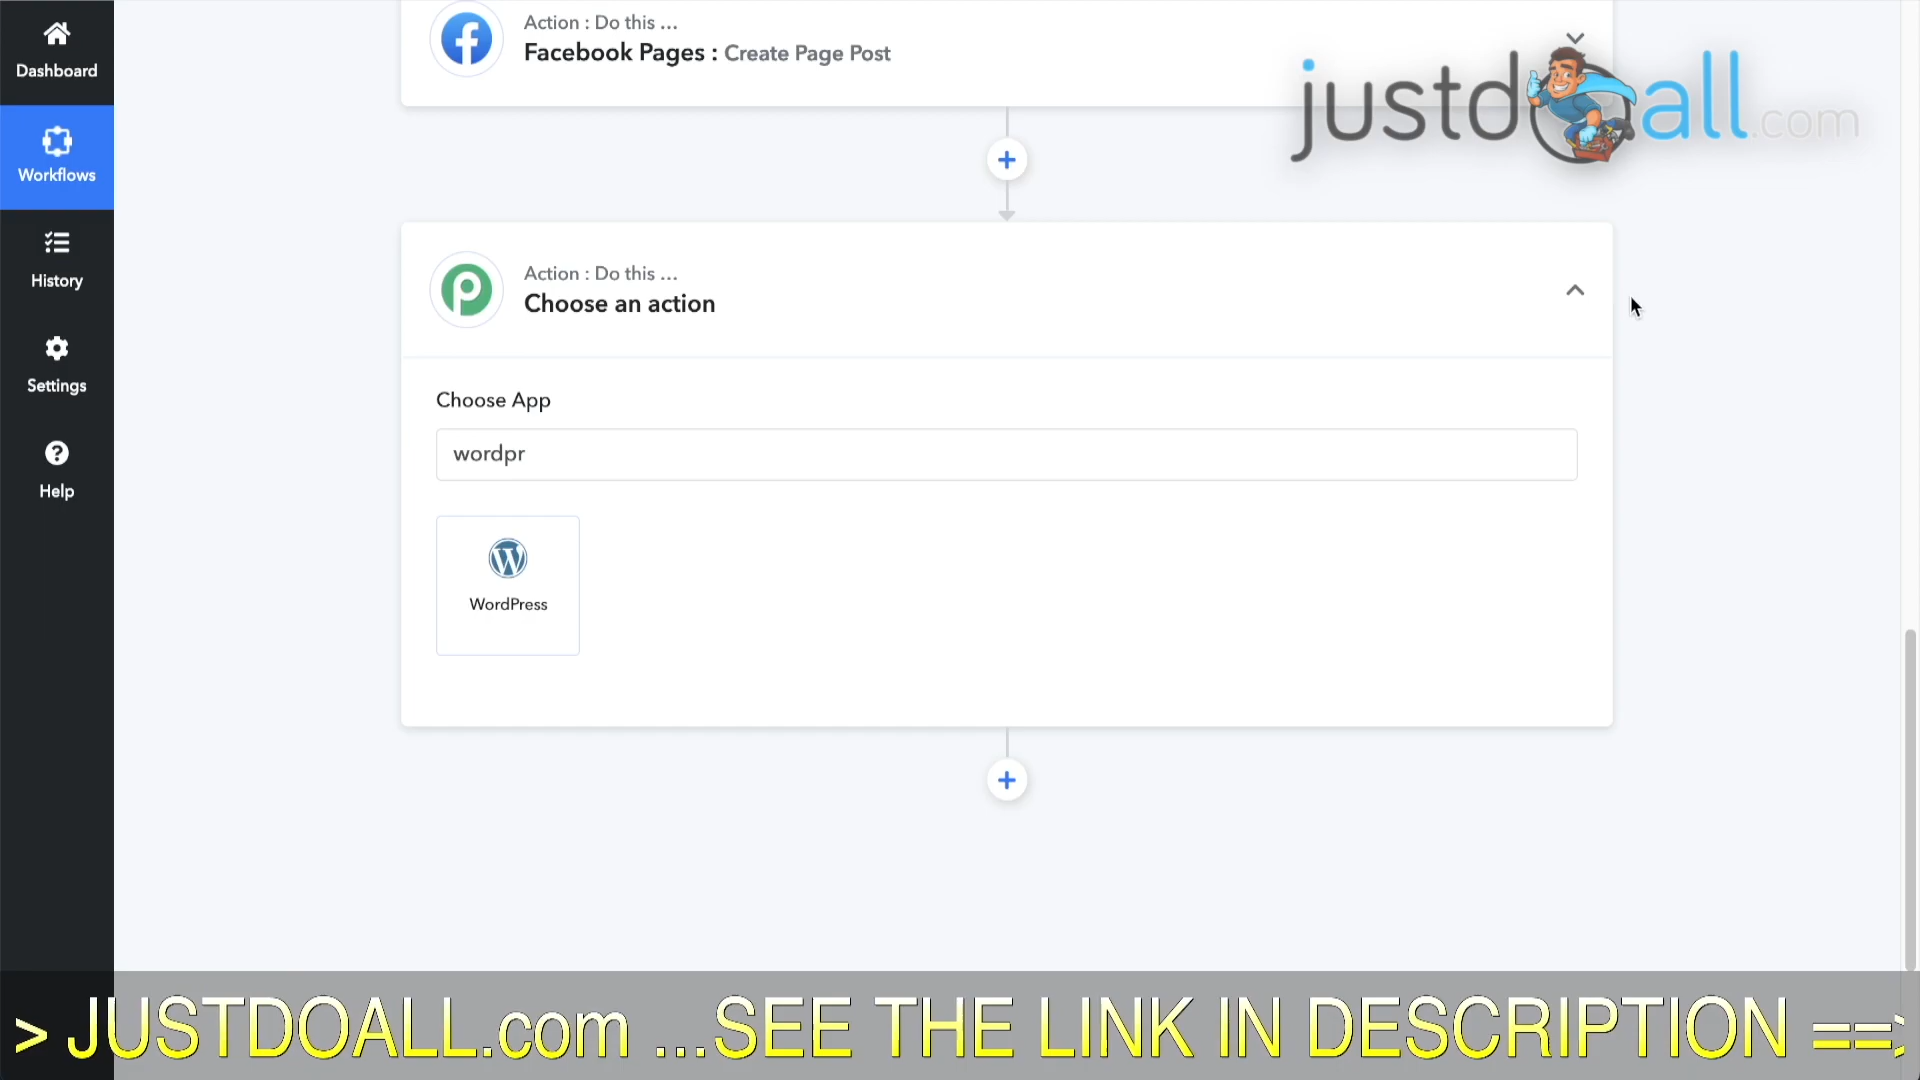 Dashboard
Workflows
History
Settings
Help
Action : Do this ...
Facebook Pages : Create Page Post
justdoall.com
Action : Do this ...
Choose an action
Choose App
wordpr
WordPress
> JUSTDOALL.com ...SEE THE LINK IN DESCRIPTION ==>